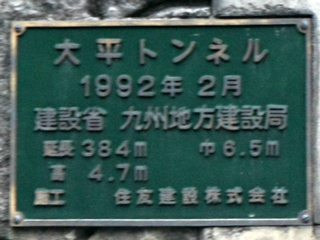 大平トンネル
1992年 2月
建設省 九州地方建設局
延長 384m 巾 6.5m
高 4.7m
施工 住友建設株式会社